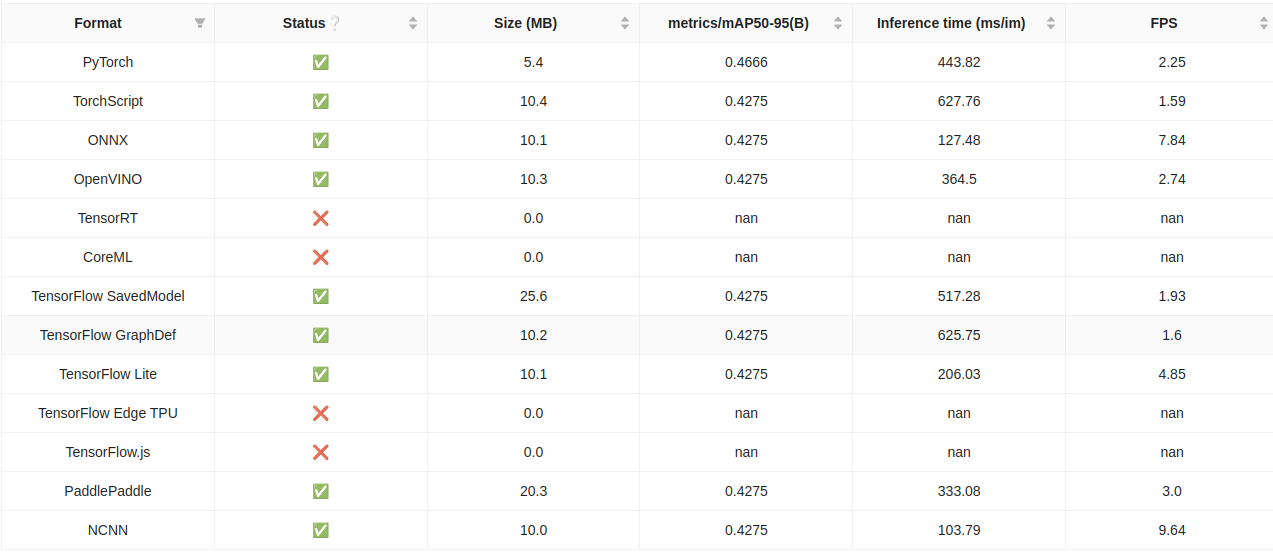 Format Status❔ Size (MB) metrics/mAP50-95(B) Inference time (ms/im) FPS
PyTorch ✅ 5.4 0.4666 443.82 2.25
TorchScript ✅ 10.4 0.4275 627.76 1.59
ONNX ✅ 10.1 0.4275 127.48 7.84
OpenVINO ✅ 10.3 0.4275 364.5 2.74
TensorRT ❌ 0.0 nan nan nan
CoreML ❌ 0.0 nan nan nan
TensorFlow SavedModel ✅ 25.6 0.4275 517.28 1.93
TensorFlow GraphDef ✅ 10.2 0.4275 625.75 1.6
TensorFlow Lite ✅ 10.1 0.4275 206.03 4.85
TensorFlow Edge TPU ❌ 0.0 nan nan nan
TensorFlow.js ❌ 0.0 nan nan nan
PaddlePaddle ✅ 20.3 0.4275 333.08 3.0
NCNN ✅ 10.0 0.4275 103.79 9.64